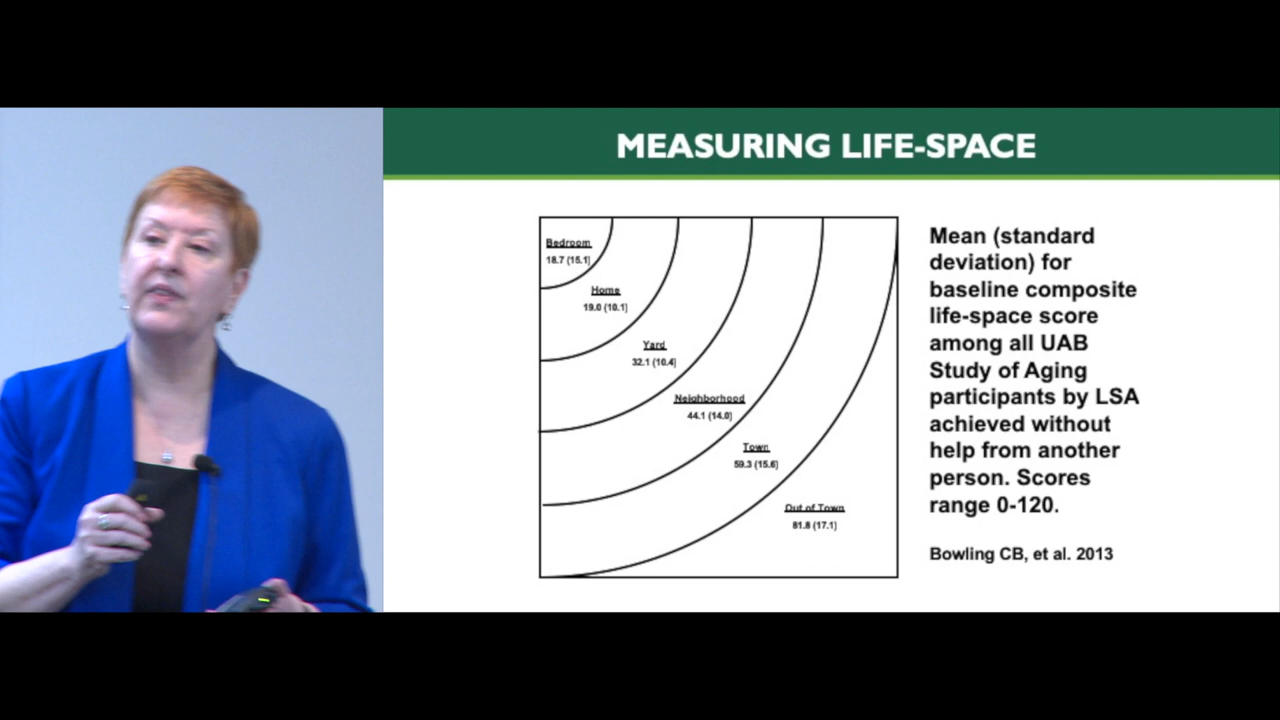 MEASURING LIFE-SPACE
Bedroom
18.7 (15.1)
Home
19.0 (10.1)
Yard
32.1 (10.4)
Neighborhood
44.1 (14.0)
Town
59.3 (15.6)
Out of Town
81.8 (17.1)
Mean (standard
deviation) for
baseline composite
life-space score
among all UAB
Study of Aging
participants by LSA
achieved without
help from another
person. Scores
range 0-120.
Bowling CB, et al. 2013